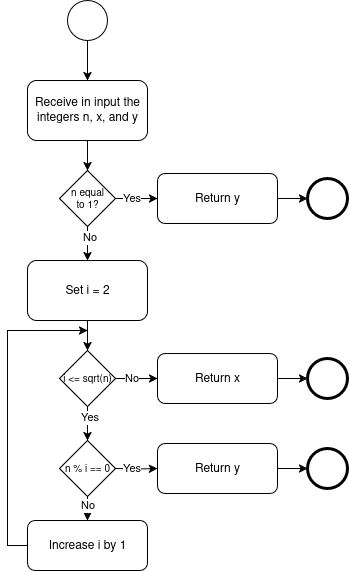 Receive in input the
integers n, x, and y
n equal
to 1?
Yes
Return y
No
Set i = 2
i <= sqrt(n)
No
Return x
Yes
n % i == 0
Yes
Return y
No
Increase i by 1